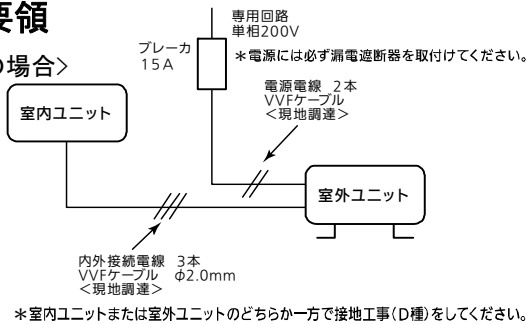 要領
の場合>
専用回路
単相200V
ブレーカ
15A
＊電源には必ず漏電遮断器を取付けてください。
電源電線 2本
VVFケーブル
<現地調達>
室内ユニット
室外ユニット
内外接続電線 3本
VVFケーブル φ2.0mm
<現地調達>
＊室内ユニットまたは室外ユニットのどちらか一方で接地工事(D種)をしてください。